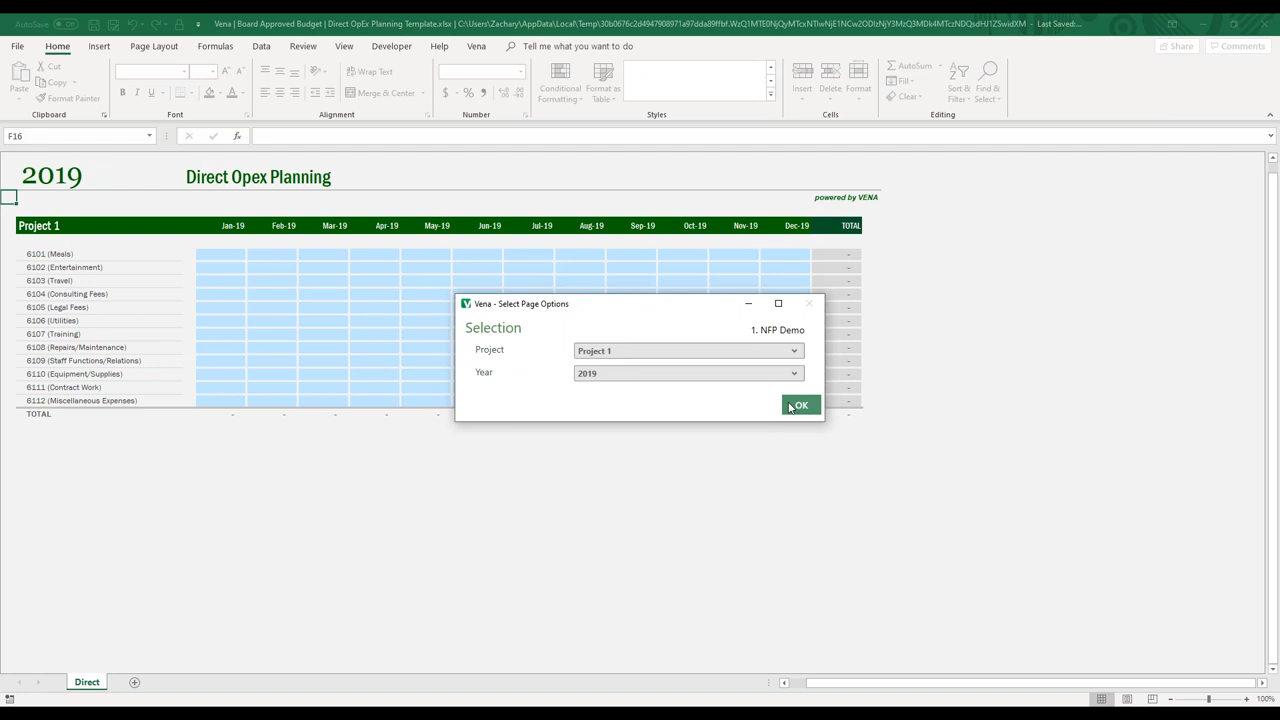 AutoSave Off Vena | Board Approved Budget | Direct OpEx Planning Template.xlsx | - Last Saved:...
File Home Insert Page Layout Formulas Data Review View Developer Help Vena Tell me what you want to do Share Comments
Paste Cut Copy Format Painter
Wrap Text Merge & Center
Conditional Formatting Format as Table
Insert Delete Format
AutoSum Fill Clear Sort & Filter Find & Select
Clipboard Font Alignment Number Styles Cells Editing
F16 fx
2019 Direct Opex Planning
powered by VENA
Project 1 Jan-19 Feb-19 Mar-19 Apr-19 May-19 Jun-19 Jul-19 Aug-19 Sep-19 Oct-19 Nov-19 Dec-19 TOTAL
6101 (Meals) -
6102 (Entertainment) -
6103 (Travel) -
6104 (Consulting Fees)
6105 (Legal Fees)
6106 (Utilities)
6107 (Training)
6108 (Repairs/Maintenance)
6109 (Staff Functions/Relations)
6110 (Equipment/Supplies)
6111 (Contract Work)
6112 (Miscellaneous Expenses)
TOTAL - - - - - -
Vena - Select Page Options
Selection 1. NFP Demo
Project Project 1
Year 2019
OK
Direct
100%